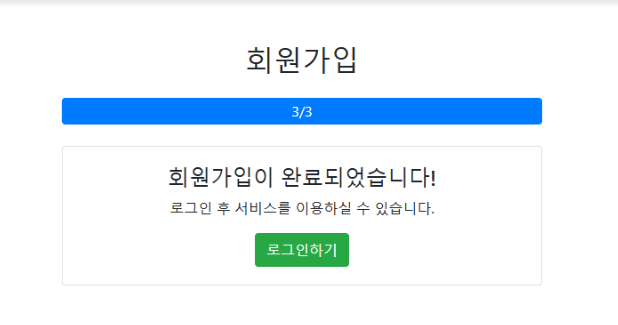 회원가입
3/3
회원가입이 완료되었습니다!
로그인 후 서비스를 이용하실 수 있습니다.
로그인하기